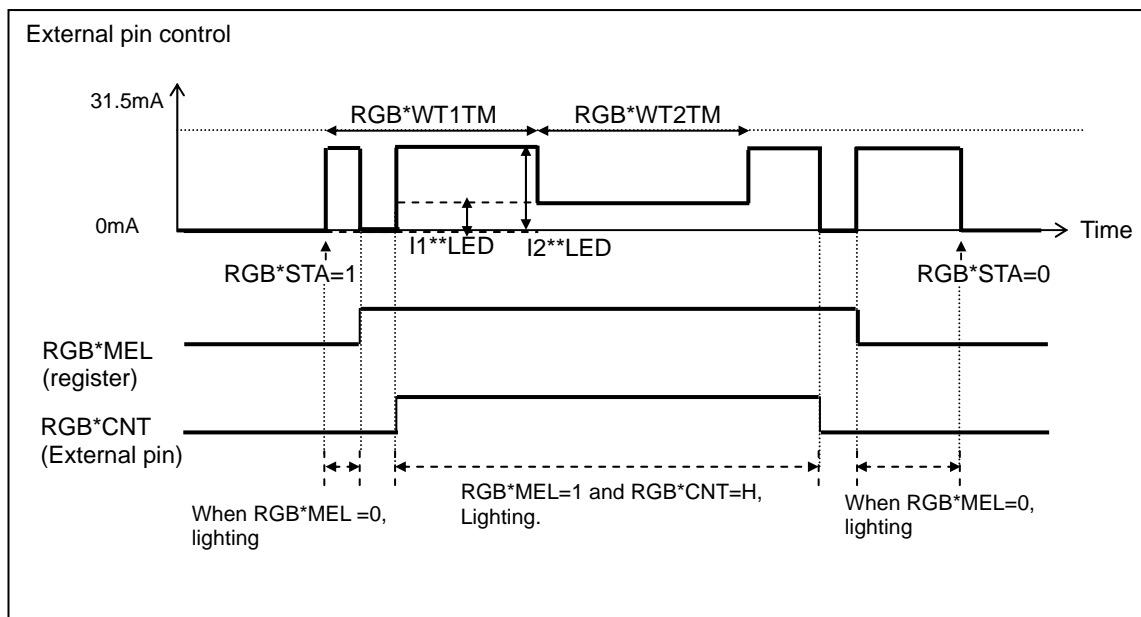 External pin control
31.5mA
RGB*WT1TM
RGB*WT2TM
0mA
Time
I1**LED
I2**LED
RGB*STA=1
RGB*STA=0
RGB*MEL
(register)
RGB*CNT
(External pin)
When RGB*MEL =0,
lighting
RGB*MEL=1 and RGB*CNT=H,
Lighting.
When RGB*MEL=0,
lighting